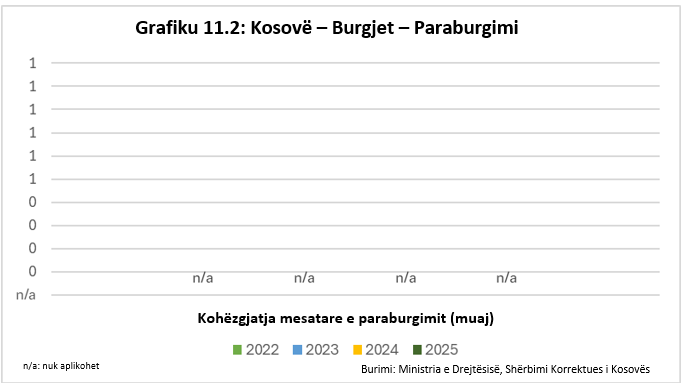 Grafiku 11.2: Kosovë – Burgjet – Paraburgimi
1
1
1
1
1
1
0
0
0
0
n/a
n/a n/a n/a n/a
Kohëzgjatja mesatare e paraburgimit (muaj)
2022 2023 2024 2025
n/a: nuk aplikohet
Burimi: Ministria e Drejtësisë, Shërbimi Korrektues i Kosovës